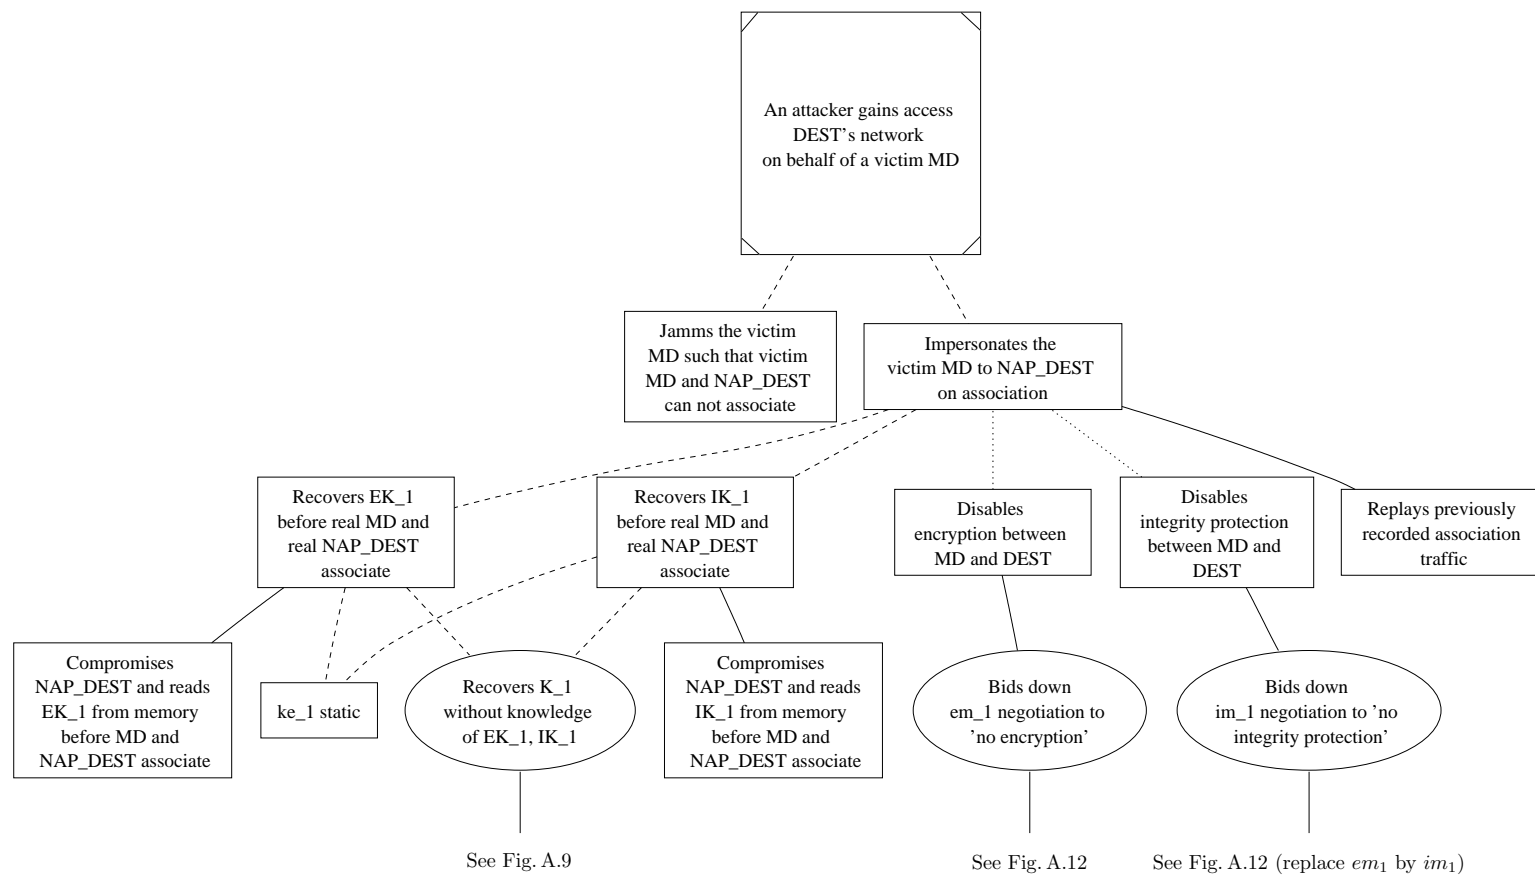 An attacker gains access
DEST's network
on behalf of a victim MD
Jamms the victim
MD such that victim
MD and NAP_DEST
can not associate
Impersonates the
victim MD to NAP_DEST
on association
Recovers EK_1
before real MD and
real NAP_DEST
associate
Recovers IK_1
before real MD and
real NAP_DEST
associate
Disables
encryption between
MD and DEST
Disables
integrity protection
between MD and
DEST
Replays previously
recorded association
traffic
Compromises
NAP_DEST and reads
EK_1 from memory
before MD and
NAP_DEST associate
ke_1 static
Recovers K_1
without knowledge
of EK_1, IK_1
Compromises
NAP_DEST and reads
IK_1 from memory
before MD and
NAP_DEST associate
Bids down
em_1 negotiation to
'no encryption'
Bids down
im_1 negotiation to 'no
integrity protection'
See Fig. A.9
See Fig. A.12
See Fig. A.12 (replace em₁ by im₁)